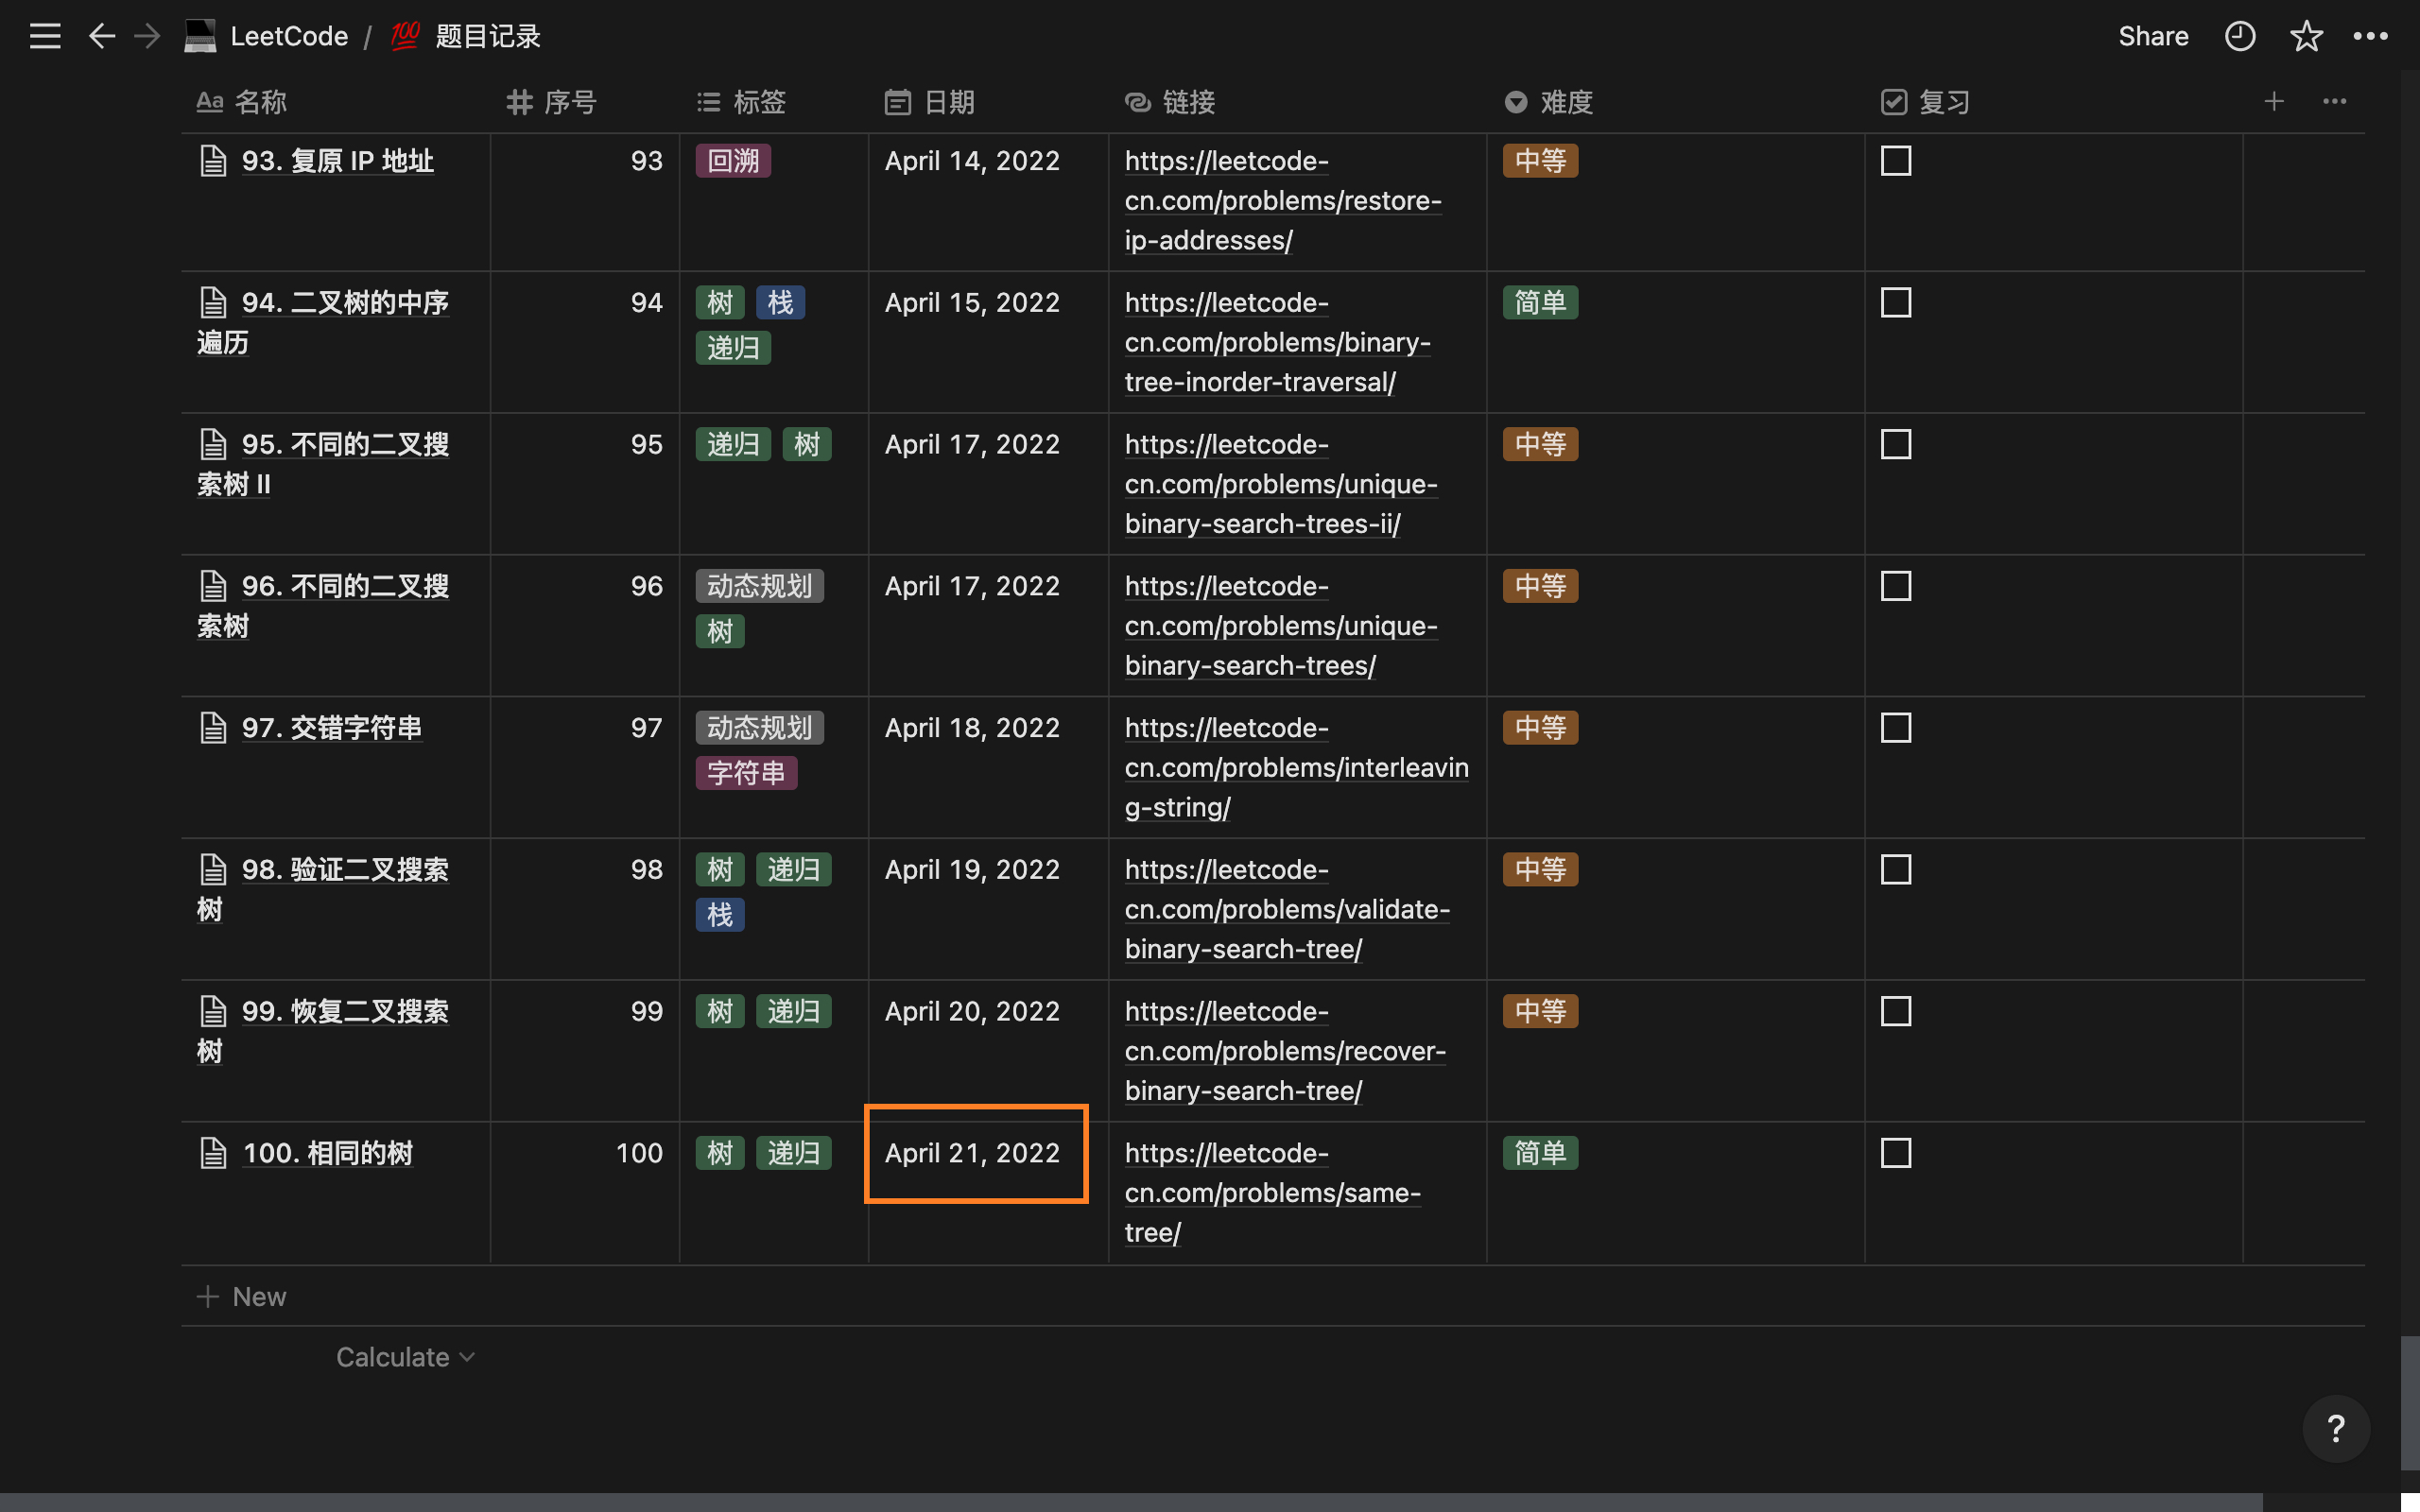 LeetCode / 💯 题目记录
Share
Aa 名称
序号
标签
日期
链接
难度
复习
93. 复原 IP 地址
93
回溯
April 14, 2022
https://leetcode-
cn.com/problems/restore-
ip-addresses/
中等
94. 二叉树的中序
遍历
94
树 栈
递归
April 15, 2022
https://leetcode-
cn.com/problems/binary-
tree-inorder-traversal/
简单
95. 不同的二叉搜
索树 II
95
递归 树
April 17, 2022
https://leetcode-
cn.com/problems/unique-
binary-search-trees-ii/
中等
96. 不同的二叉搜
索树
96
动态规划
树
April 17, 2022
https://leetcode-
cn.com/problems/unique-
binary-search-trees/
中等
97. 交错字符串
97
动态规划
字符串
April 18, 2022
https://leetcode-
cn.com/problems/interleavin
g-string/
中等
98. 验证二叉搜索
树
98
树 递归
栈
April 19, 2022
https://leetcode-
cn.com/problems/validate-
binary-search-tree/
中等
99. 恢复二叉搜索
树
99
树 递归
April 20, 2022
https://leetcode-
cn.com/problems/recover-
binary-search-tree/
中等
100. 相同的树
100
树 递归
April 21, 2022
https://leetcode-
cn.com/problems/same-
tree/
简单
New
Calculate
?